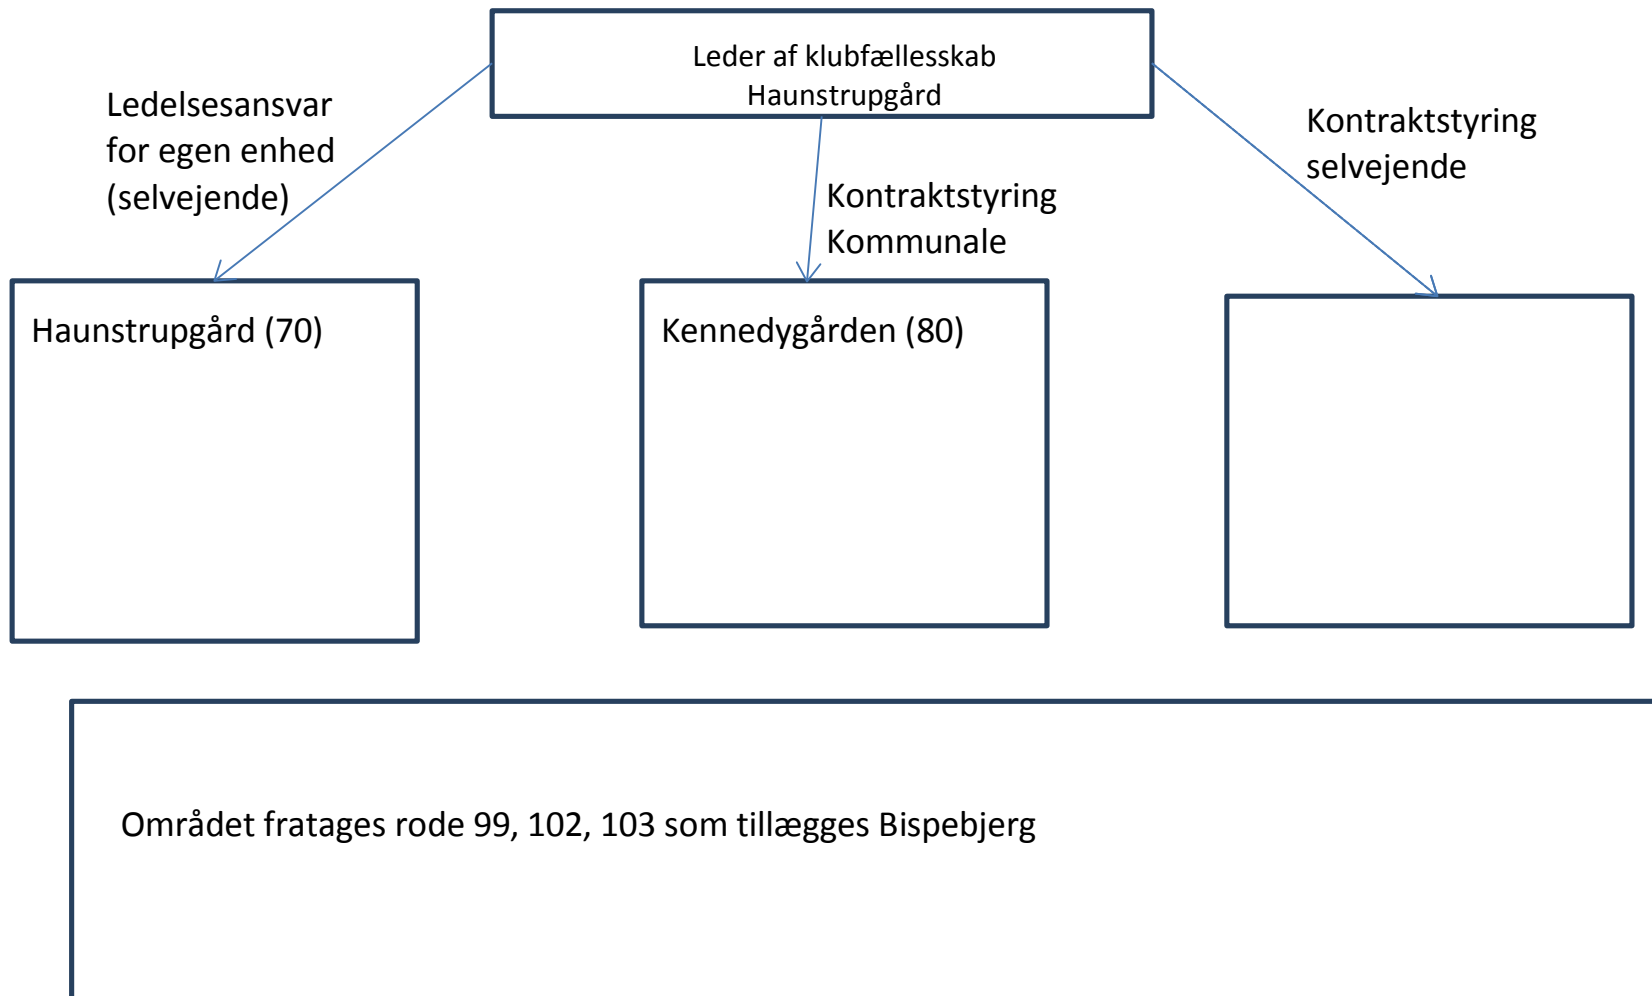 Leder af klubfællesskab
Haunstrupgård
Ledelsesansvar
for egen enhed
(selvejende)
Kontraktstyring
Kommunale
Kontraktstyring
selvejende
Haunstrupgård (70)
Kennedygården (80)
Området fratages rode 99, 102, 103 som tillægges Bispebjerg